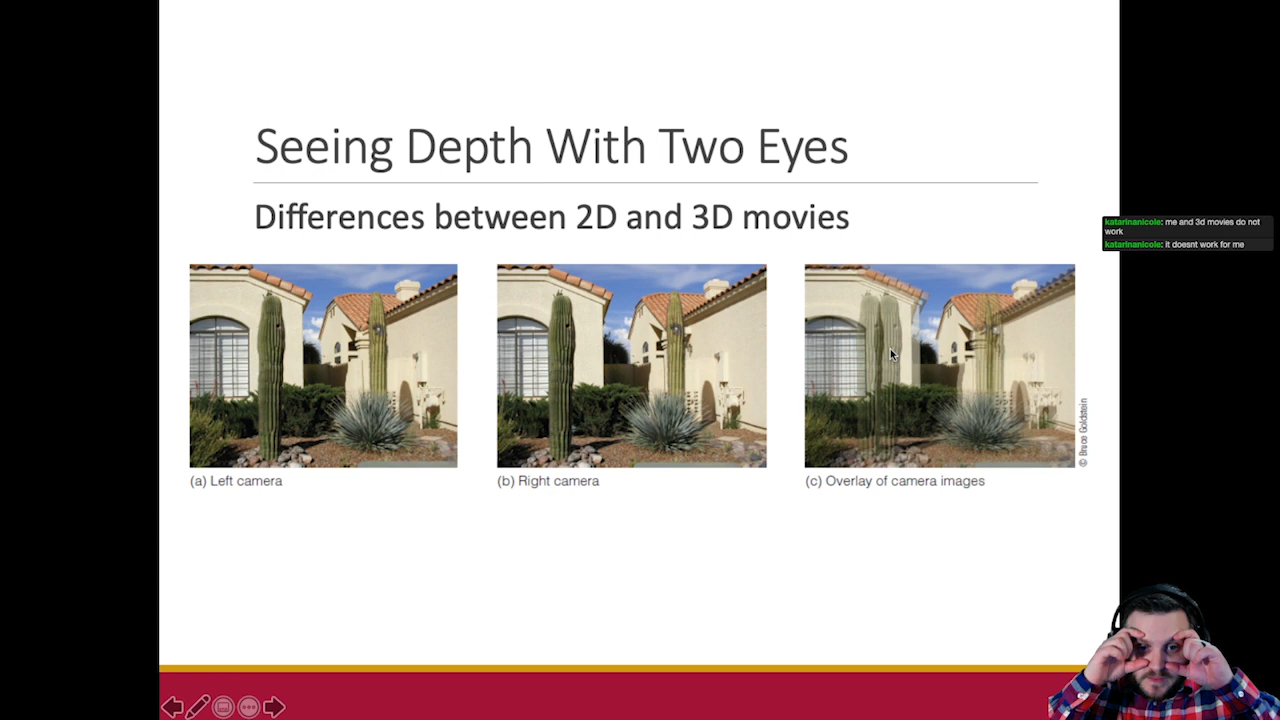 Seeing Depth With Two Eyes
Differences between 2D and 3D movies
katarinanicole: me and 3d movies do not
work
katarinanicole: it doesnt work for me
© Bruce Goldstein
(a) Left camera
(b) Right camera
(c) Overlay of camera images